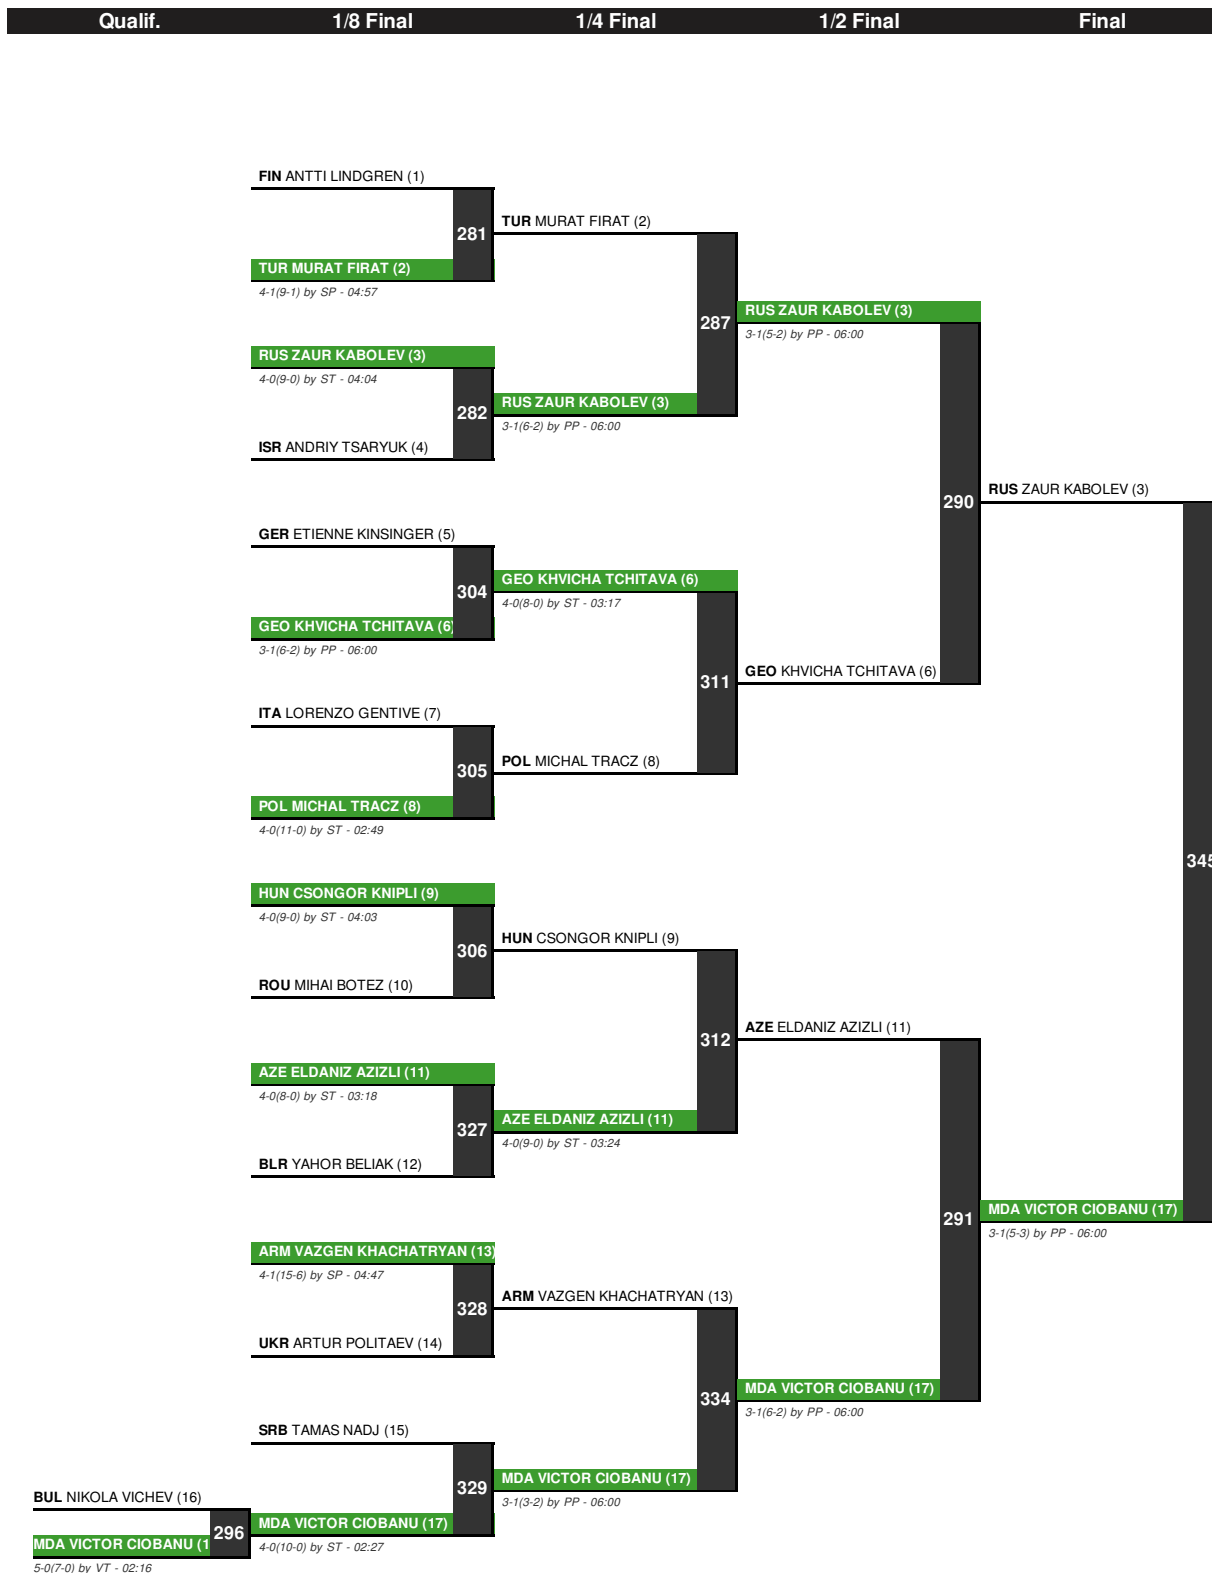 Qualif. 1/8 Final 1/4 Final 1/2 Final Final
FIN ANTTI LINDGREN (1)
281
TUR MURAT FIRAT (2)
TUR MURAT FIRAT (2)
4-1(9-1) by SP - 04:57
287
RUS ZAUR KABOLEV (3)
3-1(5-2) by PP - 06:00
RUS ZAUR KABOLEV (3)
4-0(9-0) by ST - 04:04
282
RUS ZAUR KABOLEV (3)
3-1(6-2) by PP - 06:00
ISR ANDRIY TSARYUK (4)
290
RUS ZAUR KABOLEV (3)
GER ETIENNE KINSINGER (5)
304
GEO KHVICHA TCHITAVA (6)
4-0(8-0) by ST - 03:17
GEO KHVICHA TCHITAVA (6)
3-1(6-2) by PP - 06:00
311
GEO KHVICHA TCHITAVA (6)
ITA LORENZO GENTIVE (7)
305
POL MICHAL TRACZ (8)
POL MICHAL TRACZ (8)
4-0(11-0) by ST - 02:49
345
HUN CSONGOR KNIPLI (9)
4-0(9-0) by ST - 04:03
306
HUN CSONGOR KNIPLI (9)
ROU MIHAI BOTEZ (10)
312
AZE ELDANIZ AZIZLI (11)
AZE ELDANIZ AZIZLI (11)
4-0(8-0) by ST - 03:18
327
AZE ELDANIZ AZIZLI (11)
4-0(9-0) by ST - 03:24
BLR YAHOR BELIAK (12)
291
MDA VICTOR CIOBANU (17)
3-1(5-3) by PP - 06:00
ARM VAZGEN KHACHATRYAN (13)
4-1(15-6) by SP - 04:47
328
ARM VAZGEN KHACHATRYAN (13)
UKR ARTUR POLITAEV (14)
334
MDA VICTOR CIOBANU (17)
3-1(6-2) by PP - 06:00
SRB TAMAS NADJ (15)
329
MDA VICTOR CIOBANU (17)
3-1(3-2) by PP - 06:00
BUL NIKOLA VICHEV (16)
296
MDA VICTOR CIOBANU (17)
4-0(10-0) by ST - 02:27
MDA VICTOR CIOBANU (1
5-0(7-0) by VT - 02:16